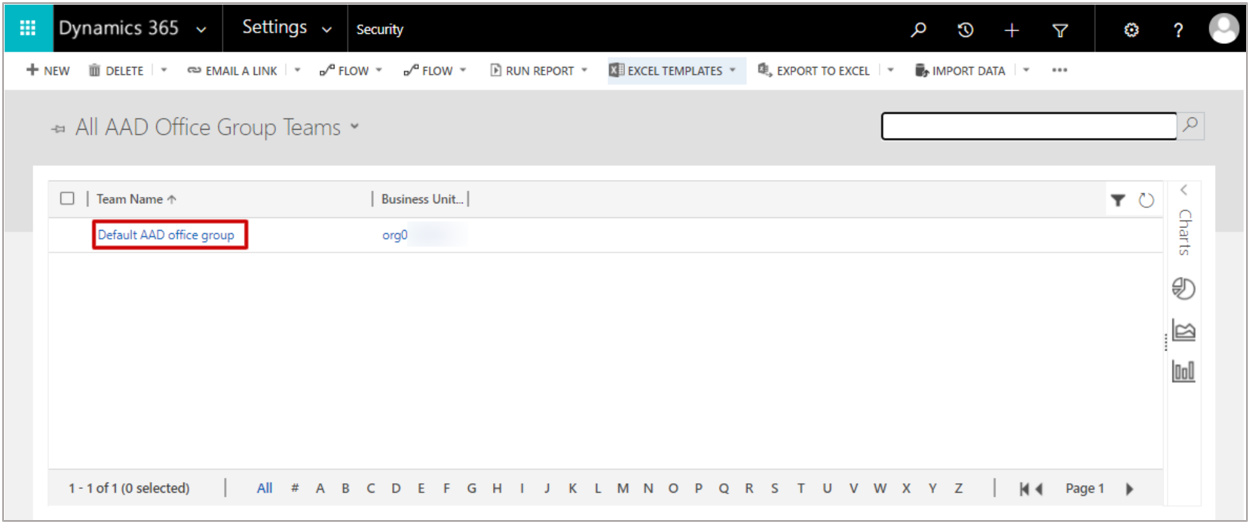 Dynamics 365 Settings Security ?
NEW DELETE EMAIL A LINK FLOW FLOW RUN REPORT EXCEL TEMPLATES EXPORT TO EXCEL IMPORT DATA
All AAD Office Group Teams
Team Name Business Unit...
Default AAD office group org0
Charts
1 - 1 of 1 (0 selected) All # A B C D E F G H I J K L M N O P Q R S T U V W X Y Z Page 1